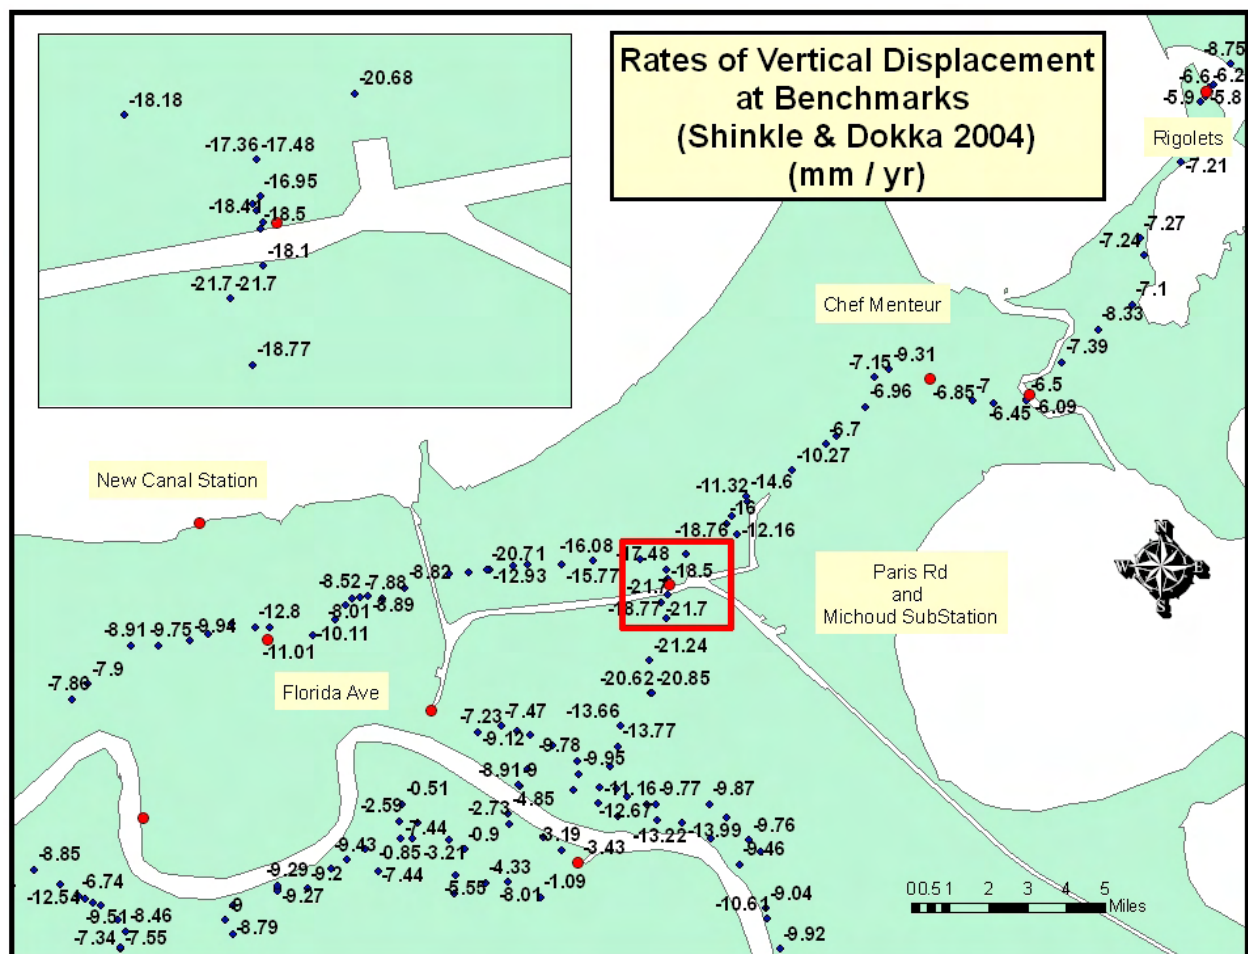 Rates of Vertical Displacement
at Benchmarks
(Shinkle & Dokka 2004)
(mm / yr)
-20.68
-18.18
-17.36 -17.48
-16.95
-18.5
-18.1
-21.7 -21.7
-18.77
-8.75
-6.6 -6.2
-5.9 -5.8
Rigolets
-7.21
-7.27
-7.24
-7.1
-8.33
-7.39
Chef Menteur
-7.15 -9.31
-6.96
-6.85 -7
-6.5
-6.45 -6.09
-6.7
-10.27
New Canal Station
-11.32 -14.6
-16
-18.76 -12.16
-20.71 -16.08 -17.48
-12.93 -15.77 -18.5
-8.82
-8.52 -7.88
-8.01 -8.89
-21.7
-18.77 -21.7
Paris Rd
and
Michoud SubStation
N
W E
S
-12.8
-8.91 -9.75 -9.94
-10.11
-11.01
-7.9
Florida Ave
-21.24
-20.62 -20.85
-7.23 -7.47 -13.66
-9.12 -13.77
-9.78 -9.95
-8.91 -9
-4.85
-0.51
-2.59 -2.73
-11.16 -9.77 -9.87
-12.67
-7.44 -0.9 -3.19 -13.22 -13.99 -9.76
-9.43 -0.85 -3.21 -3.43 -9.46
-8.85 -9.29 -9.2 -7.44 -4.33 -1.09
-12.54 -6.74 -9.27 -5.55 -8.01
-9.51 -8.46 -9 -8.79
-7.34 -7.55
-9.04
-10.61
-9.92
0 0.5 1 2 3 4 5
Miles